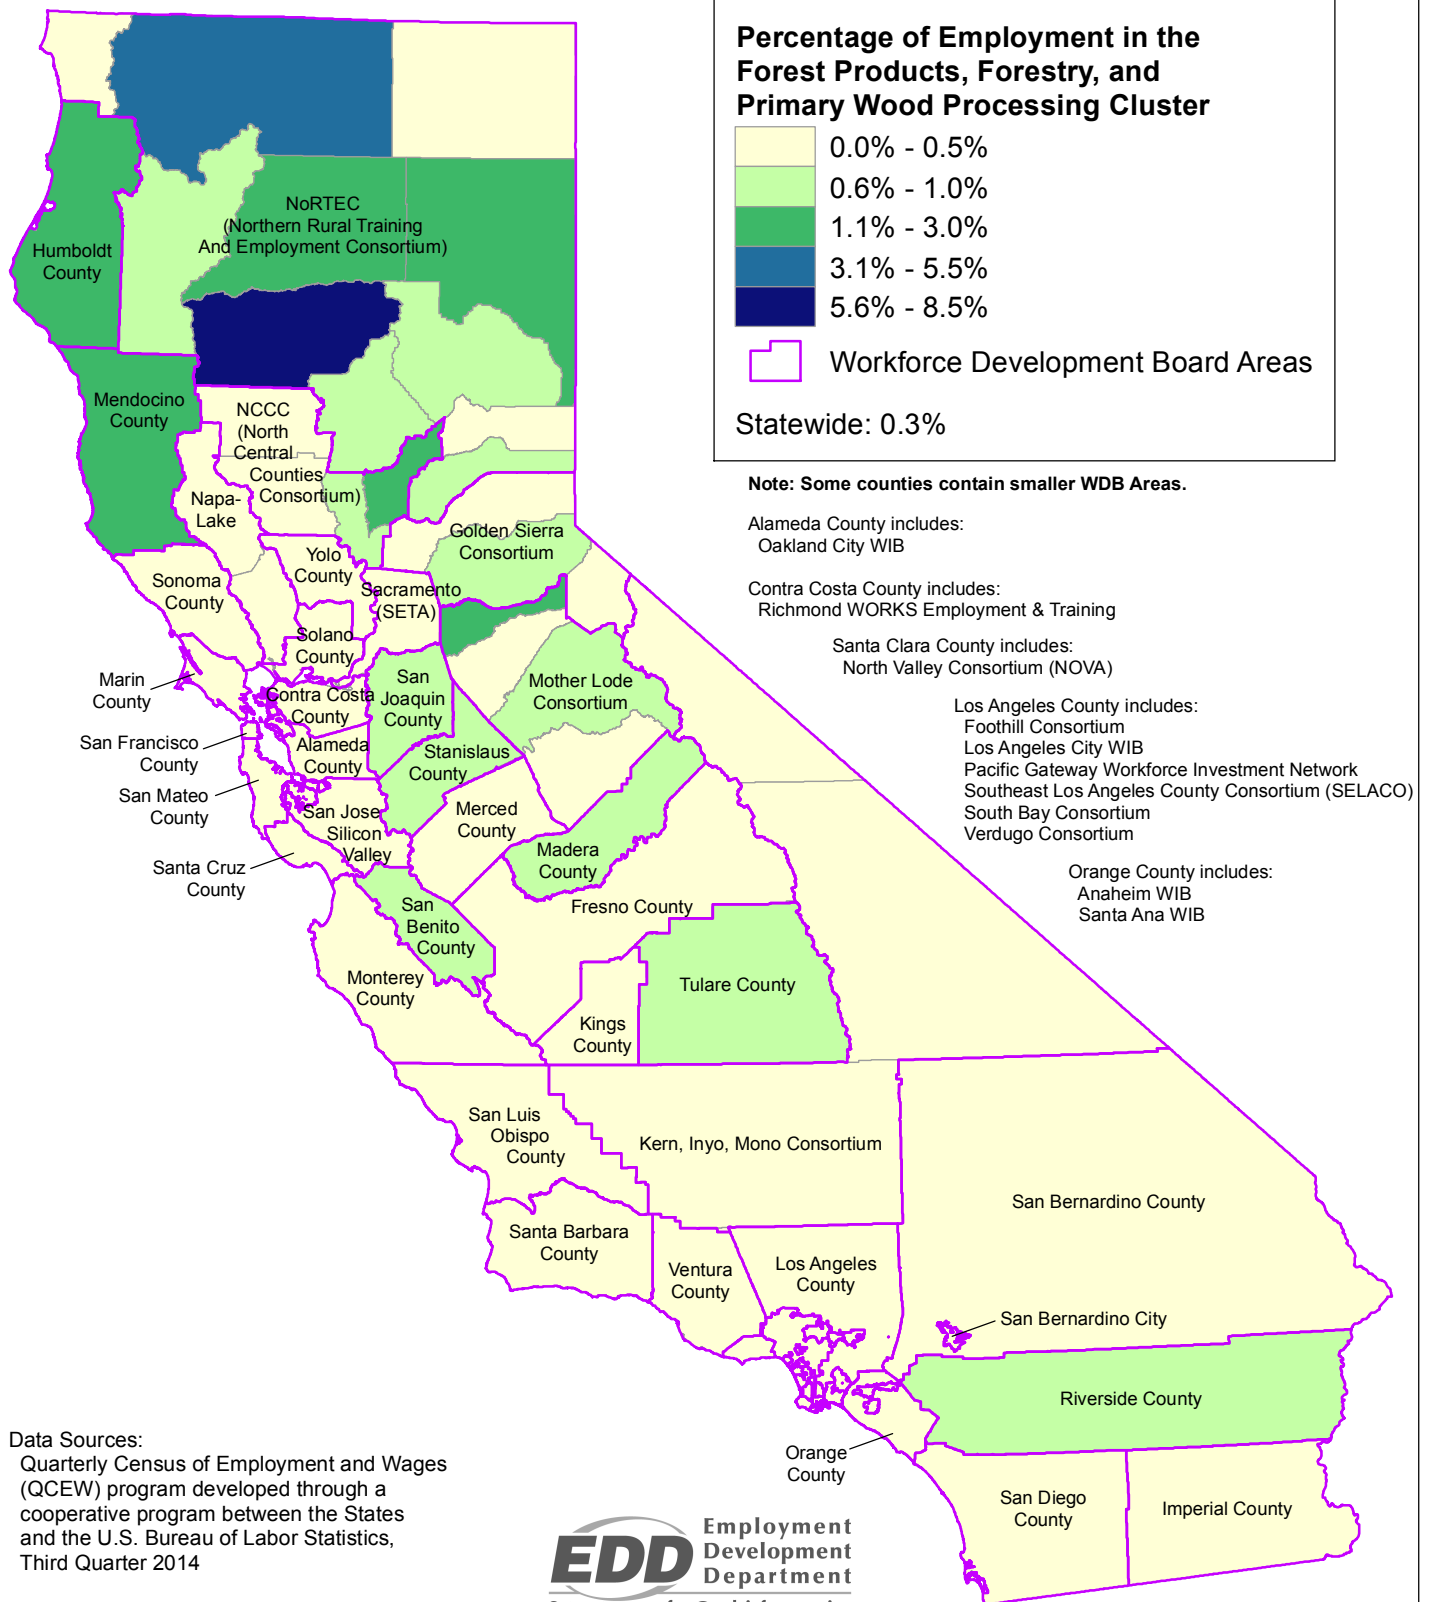 Percentage of Employment in the
Forest Products, Forestry, and
Primary Wood Processing Cluster
0.0% - 0.5%
0.6% - 1.0%
1.1% - 3.0%
3.1% - 5.5%
5.6% - 8.5%
Workforce Development Board Areas
Statewide: 0.3%
Note: Some counties contain smaller WDB Areas.
Alameda County includes:
Oakland City WIB
Contra Costa County includes:
Richmond WORKS Employment & Training
Santa Clara County includes:
North Valley Consortium (NOVA)
Los Angeles County includes:
Foothill Consortium
Los Angeles City WIB
Pacific Gateway Workforce Investment Network
Southeast Los Angeles County Consortium (SELACO)
South Bay Consortium
Verdugo Consortium
Orange County includes:
Anaheim WIB
Santa Ana WIB
NoRTEC
(Northern Rural Training
And Employment Consortium)
Humboldt
County
Mendocino
County
NCCC
(North
Central
Counties
Consortium)
Napa-
Lake
Golden Sierra
Consortium
Yolo
County
Sonoma
County
Sacramento
(SETA)
Solano
County
Marin
County
Contra Costa
County
San
Joaquin
County
Mother Lode
Consortium
San Francisco
County
Alameda
County
Stanislaus
County
San Mateo
County
San Jose
Silicon
Valley
Merced
County
Santa Cruz
County
Madera
County
San
Benito
County
Fresno County
Monterey
County
Tulare County
Kings
County
San Luis
Obispo
County
Kern, Inyo, Mono Consortium
San Bernardino County
Santa Barbara
County
Ventura
County
Los Angeles
County
San Bernardino City
Riverside County
Orange
County
San Diego
County
Imperial County
Data Sources:
Quarterly Census of Employment and Wages
(QCEW) program developed through a
cooperative program between the States
and the U.S. Bureau of Labor Statistics,
Third Quarter 2014
EDD
Employment
Development
Department